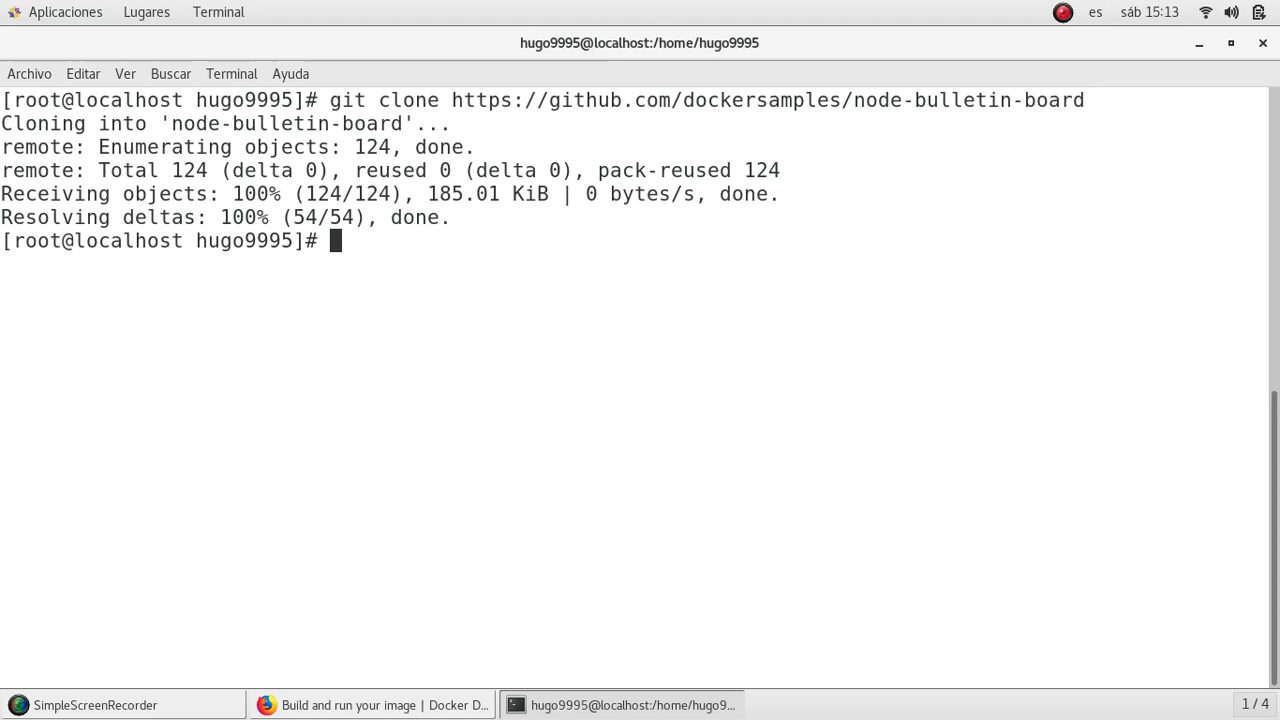 Aplicaciones Lugares Terminal es sáb 15:13
hugo9995@localhost:/home/hugo9995
Archivo Editar Ver Buscar Terminal Ayuda
[root@localhost hugo9995]# git clone https://github.com/dockersamples/node-bulletin-board
Cloning into 'node-bulletin-board'...
remote: Enumerating objects: 124, done.
remote: Total 124 (delta 0), reused 0 (delta 0), pack-reused 124
Receiving objects: 100% (124/124), 185.01 KiB | 0 bytes/s, done.
Resolving deltas: 100% (54/54), done.
[root@localhost hugo9995]#
SimpleScreenRecorder Build and run your image | Docker D... hugo9995@localhost:/home/hugo9... 1 / 4